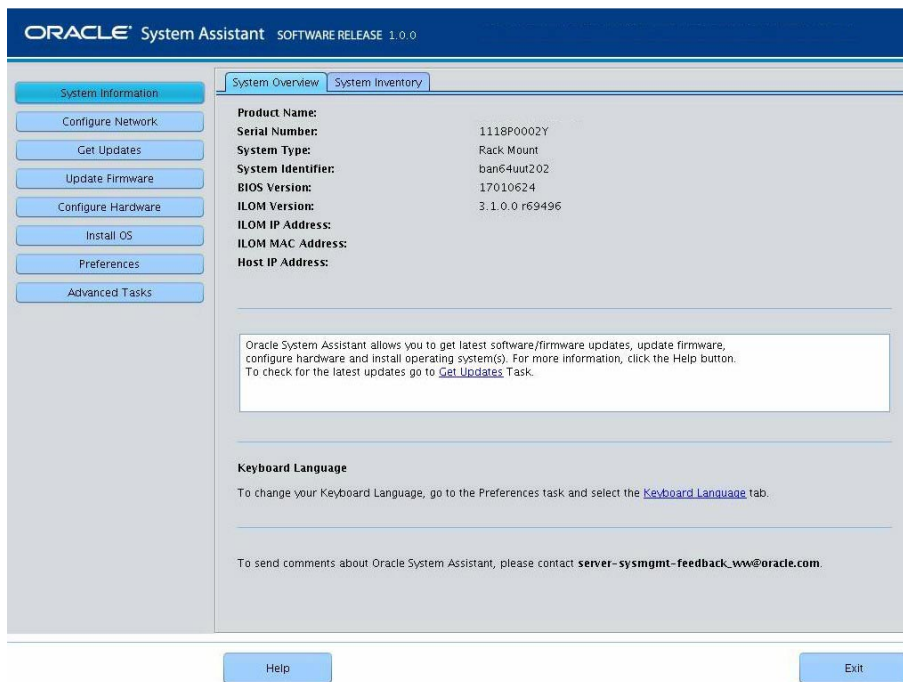 ORACLE® System Assistant SOFTWARE RELEASE 1.0.0
System Information
Configure Network
Get Updates
Update Firmware
Configure Hardware
Install OS
Preferences
Advanced Tasks
System Overview System Inventory
Product Name:
Serial Number: 1118P0002Y
System Type: Rack Mount
System Identifier: ban64uut202
BIOS Version: 17010624
ILOM Version: 3.1.0.0 r69496
ILOM IP Address:
ILOM MAC Address:
Host IP Address:
Oracle System Assistant allows you to get latest software/firmware updates, update firmware,
configure hardware and install operating system(s). For more information, click the Help button.
To check for the latest updates go to Get Updates Task.
Keyboard Language
To change your Keyboard Language, go to the Preferences task and select the Keyboard Language tab.
To send comments about Oracle System Assistant, please contact server-sysmgmt-feedback_ww@oracle.com.
Help Exit